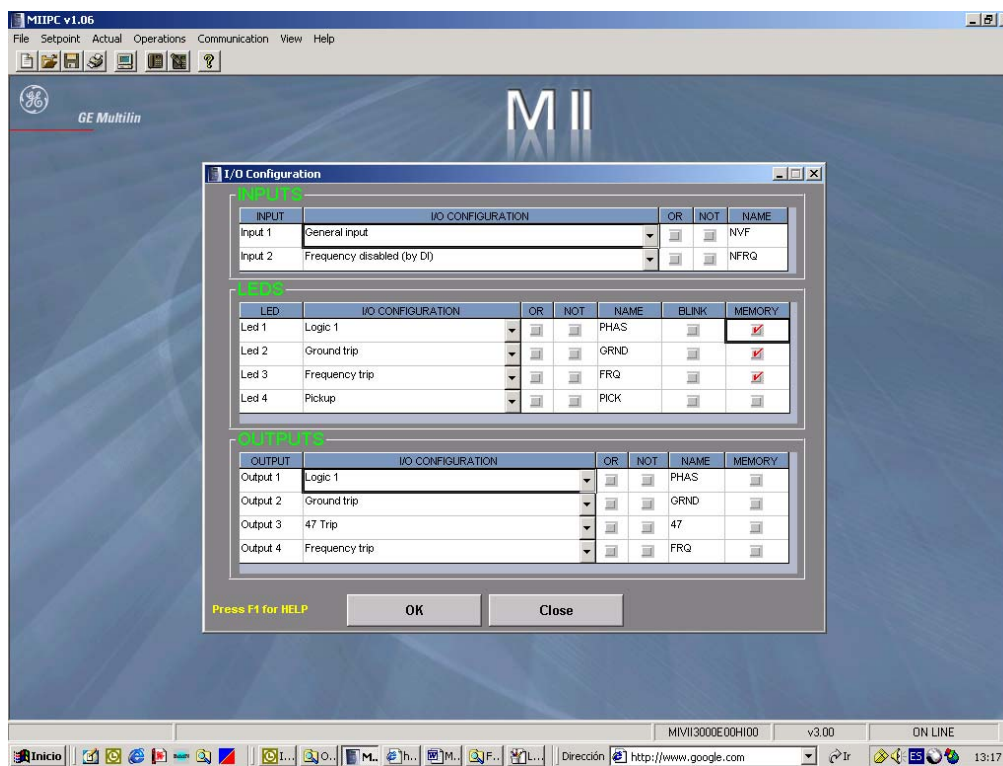 MIIPC v1.06
File Setpoint Actual Operations Communication View Help
GE Multilin
M II
I/O Configuration
INPUTS
INPUT I/O CONFIGURATION OR NOT NAME
Input 1 General input NVF
Input 2 Frequency disabled (by DI) NFRQ
LEDS
LED I/O CONFIGURATION OR NOT NAME BLINK MEMORY
Led 1 Logic 1 PHAS
Led 2 Ground trip GRND
Led 3 Frequency trip FRQ
Led 4 Pickup PICK
OUTPUTS
OUTPUT I/O CONFIGURATION OR NOT NAME MEMORY
Output 1 Logic 1 PHAS
Output 2 Ground trip GRND
Output 3 47 Trip 47
Output 4 Frequency trip FRQ
Press F1 for HELP OK Close
MIVII3000E00HI00 v3.00 ON LINE
Inicio I... O... M... h... M... F... L... Dirección http://www.google.com Ir ES 13:17